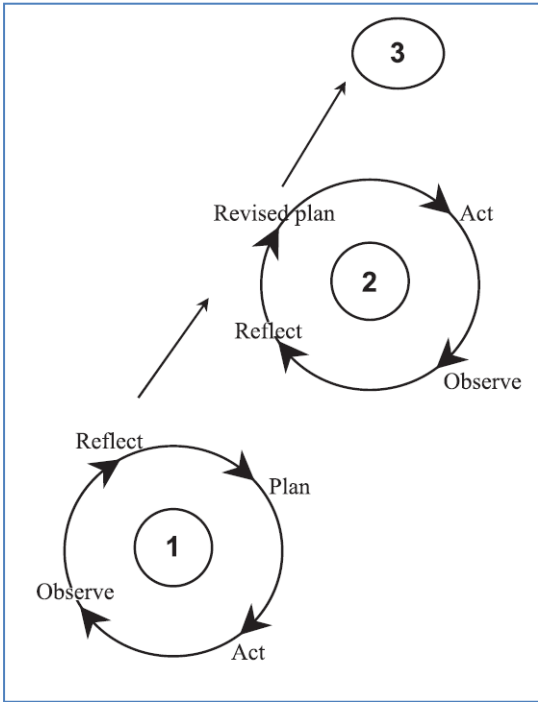 3
Revised plan
Act
2
Reflect
Observe
Reflect
Plan
1
Observe
Act